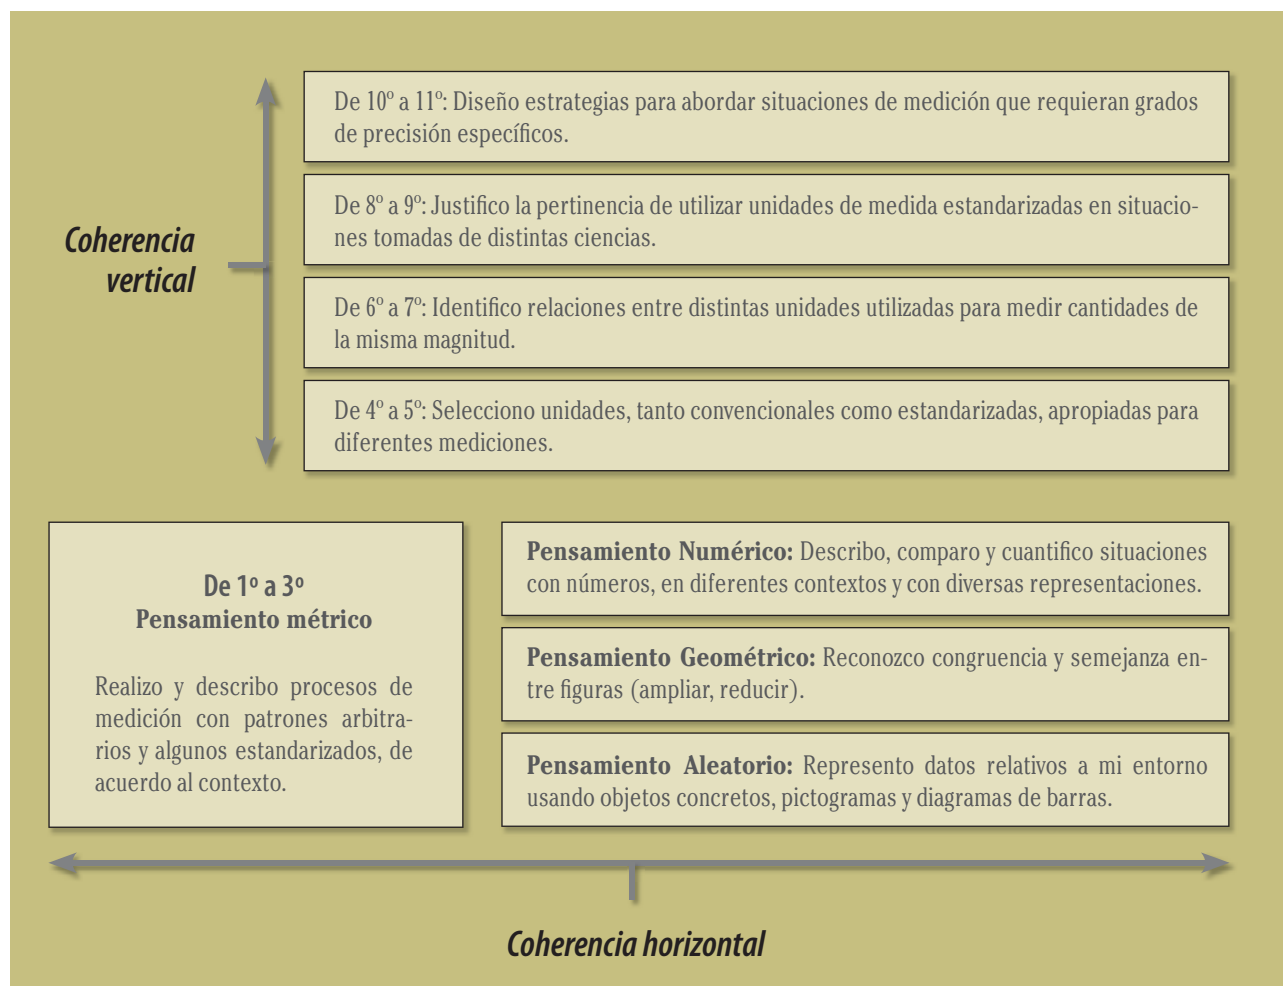 De 10º a 11º: Diseño estrategias para abordar situaciones de medición que requieran grados
de precisión específicos.
De 8º a 9º: Justifico la pertinencia de utilizar unidades de medida estandarizadas en situacio-
nes tomadas de distintas ciencias.
Coherencia
vertical
De 6º a 7º: Identifico relaciones entre distintas unidades utilizadas para medir cantidades de
la misma magnitud.
De 4º a 5º: Selecciono unidades, tanto convencionales como estandarizadas, apropiadas para
diferentes mediciones.
De 1º a 3º
Pensamiento métrico
Realizo y describo procesos de
medición con patrones arbitra-
rios y algunos estandarizados, de
acuerdo al contexto.
Pensamiento Numérico: Describo, comparo y cuantifico situaciones
con números, en diferentes contextos y con diversas representaciones.
Pensamiento Geométrico: Reconozco congruencia y semejanza en-
tre figuras (ampliar, reducir).
Pensamiento Aleatorio: Represento datos relativos a mi entorno
usando objetos concretos, pictogramas y diagramas de barras.
Coherencia horizontal